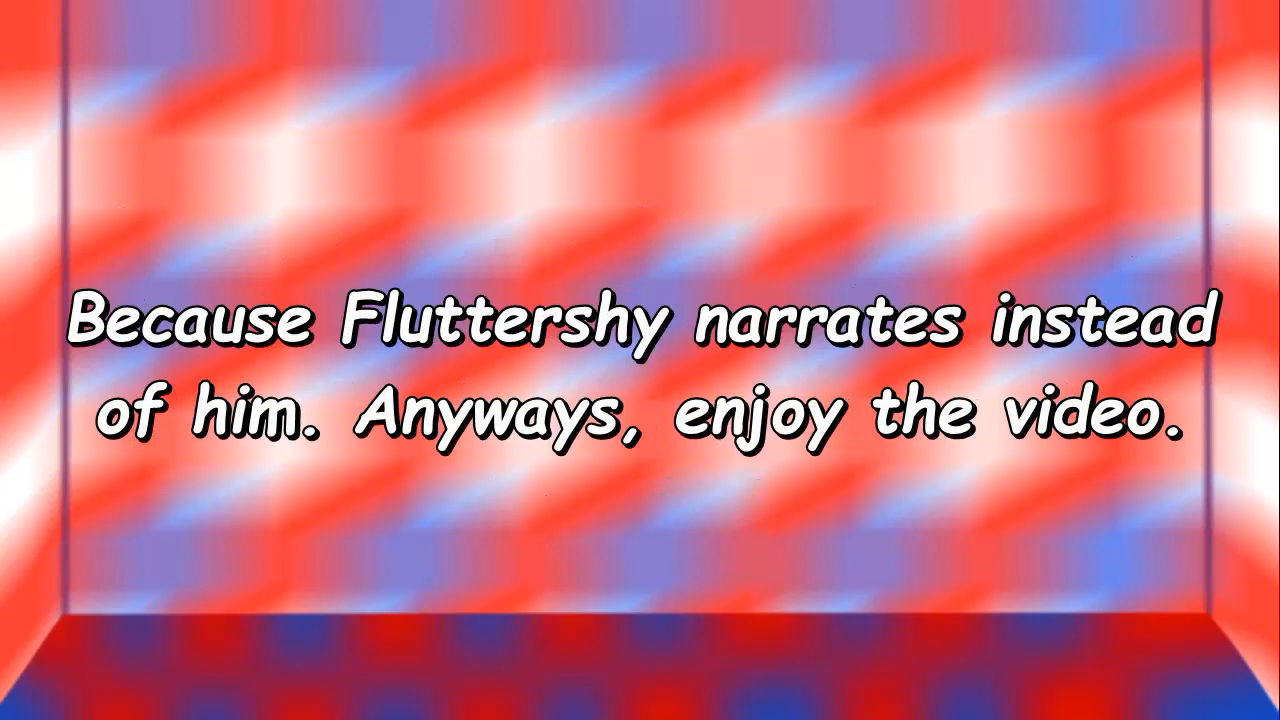 Because Fluttershy narrates instead
of him. Anyways, enjoy the video.